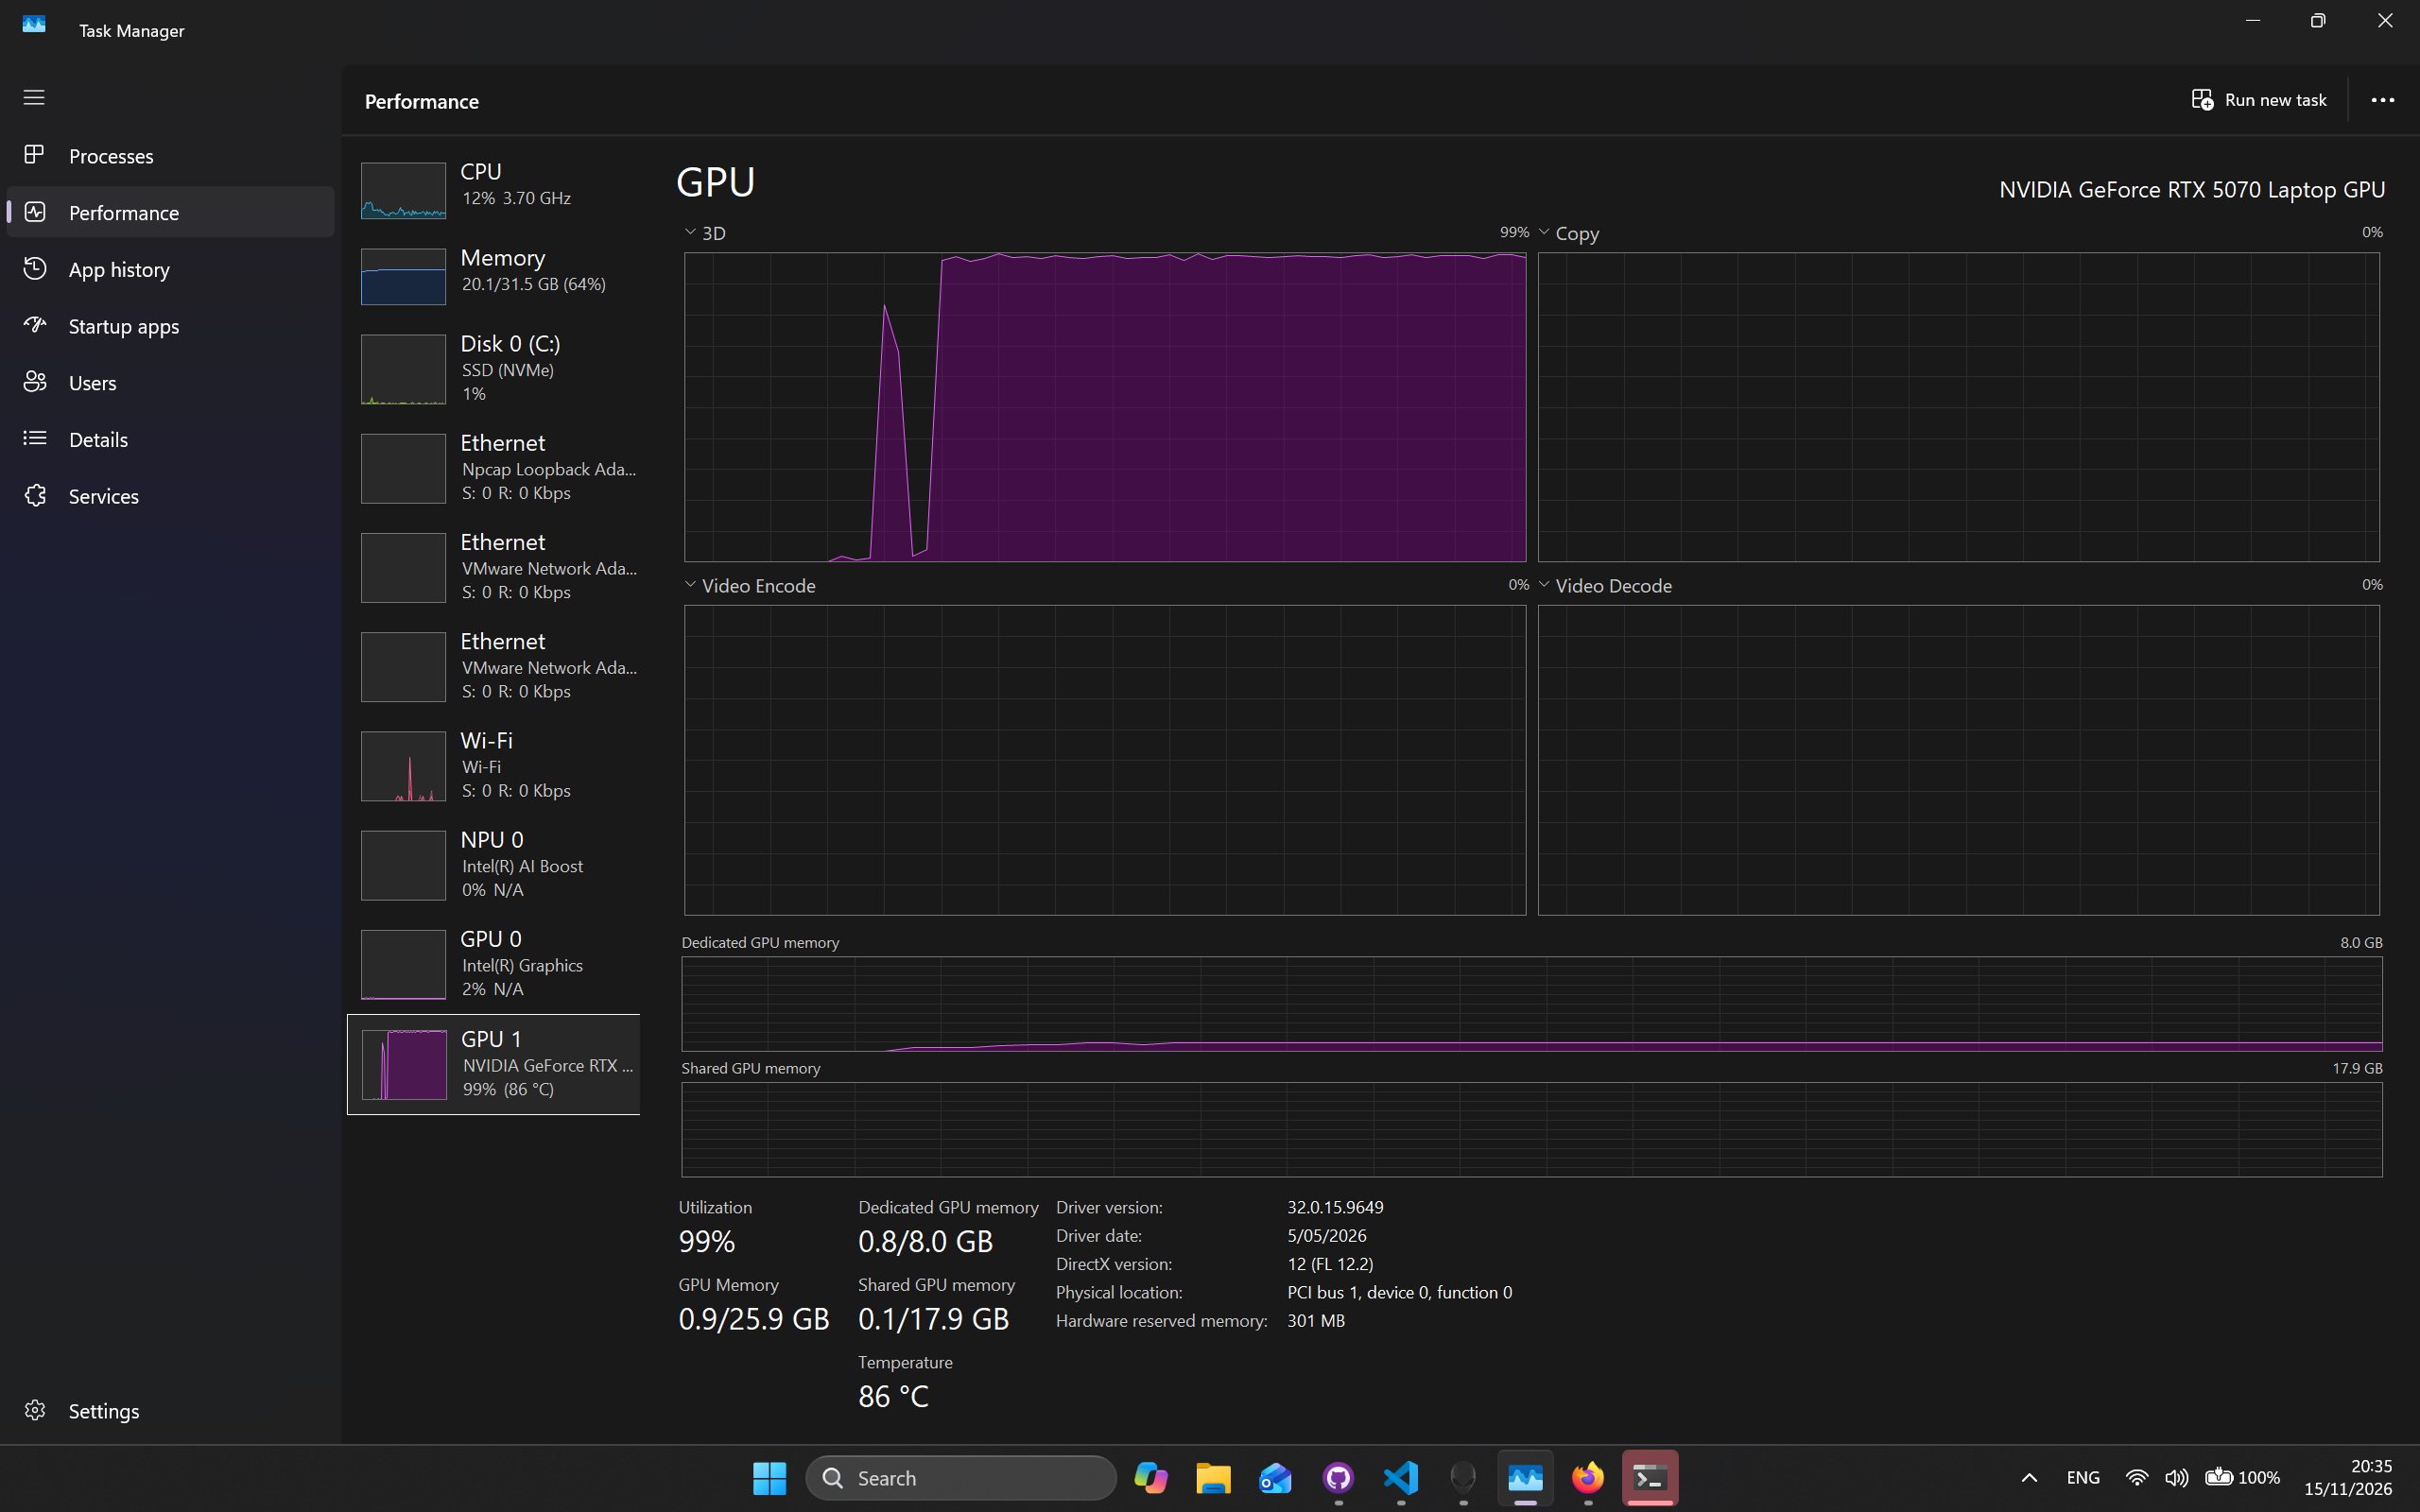 Task Manager
Performance
Run new task
Processes
Performance
App history
Startup apps
Users
Details
Services
Settings
CPU
12% 3.70 GHz
Memory
20.1/31.5 GB (64%)
Disk 0 (C:)
SSD (NVMe)
1%
Ethernet
Npcap Loopback Ada...
S: 0 R: 0 Kbps
Ethernet
VMware Network Ada...
S: 0 R: 0 Kbps
Ethernet
VMware Network Ada...
S: 0 R: 0 Kbps
Wi-Fi
Wi-Fi
S: 0 R: 0 Kbps
NPU 0
Intel(R) AI Boost
0% N/A
GPU 0
Intel(R) Graphics
2% N/A
GPU 1
NVIDIA GeForce RTX ...
99% (86 °C)
GPU
NVIDIA GeForce RTX 5070 Laptop GPU
3D 99%
Copy 0%
Video Encode 0%
Video Decode 0%
Dedicated GPU memory 8.0 GB
Shared GPU memory 17.9 GB
Utilization
99%
GPU Memory
0.9/25.9 GB
Dedicated GPU memory
0.8/8.0 GB
Shared GPU memory
0.1/17.9 GB
Temperature
86 °C
Driver version: 32.0.15.9649
Driver date: 5/05/2026
DirectX version: 12 (FL 12.2)
Physical location: PCI bus 1, device 0, function 0
Hardware reserved memory: 301 MB
Search
ENG
100%
20:35
15/11/2026